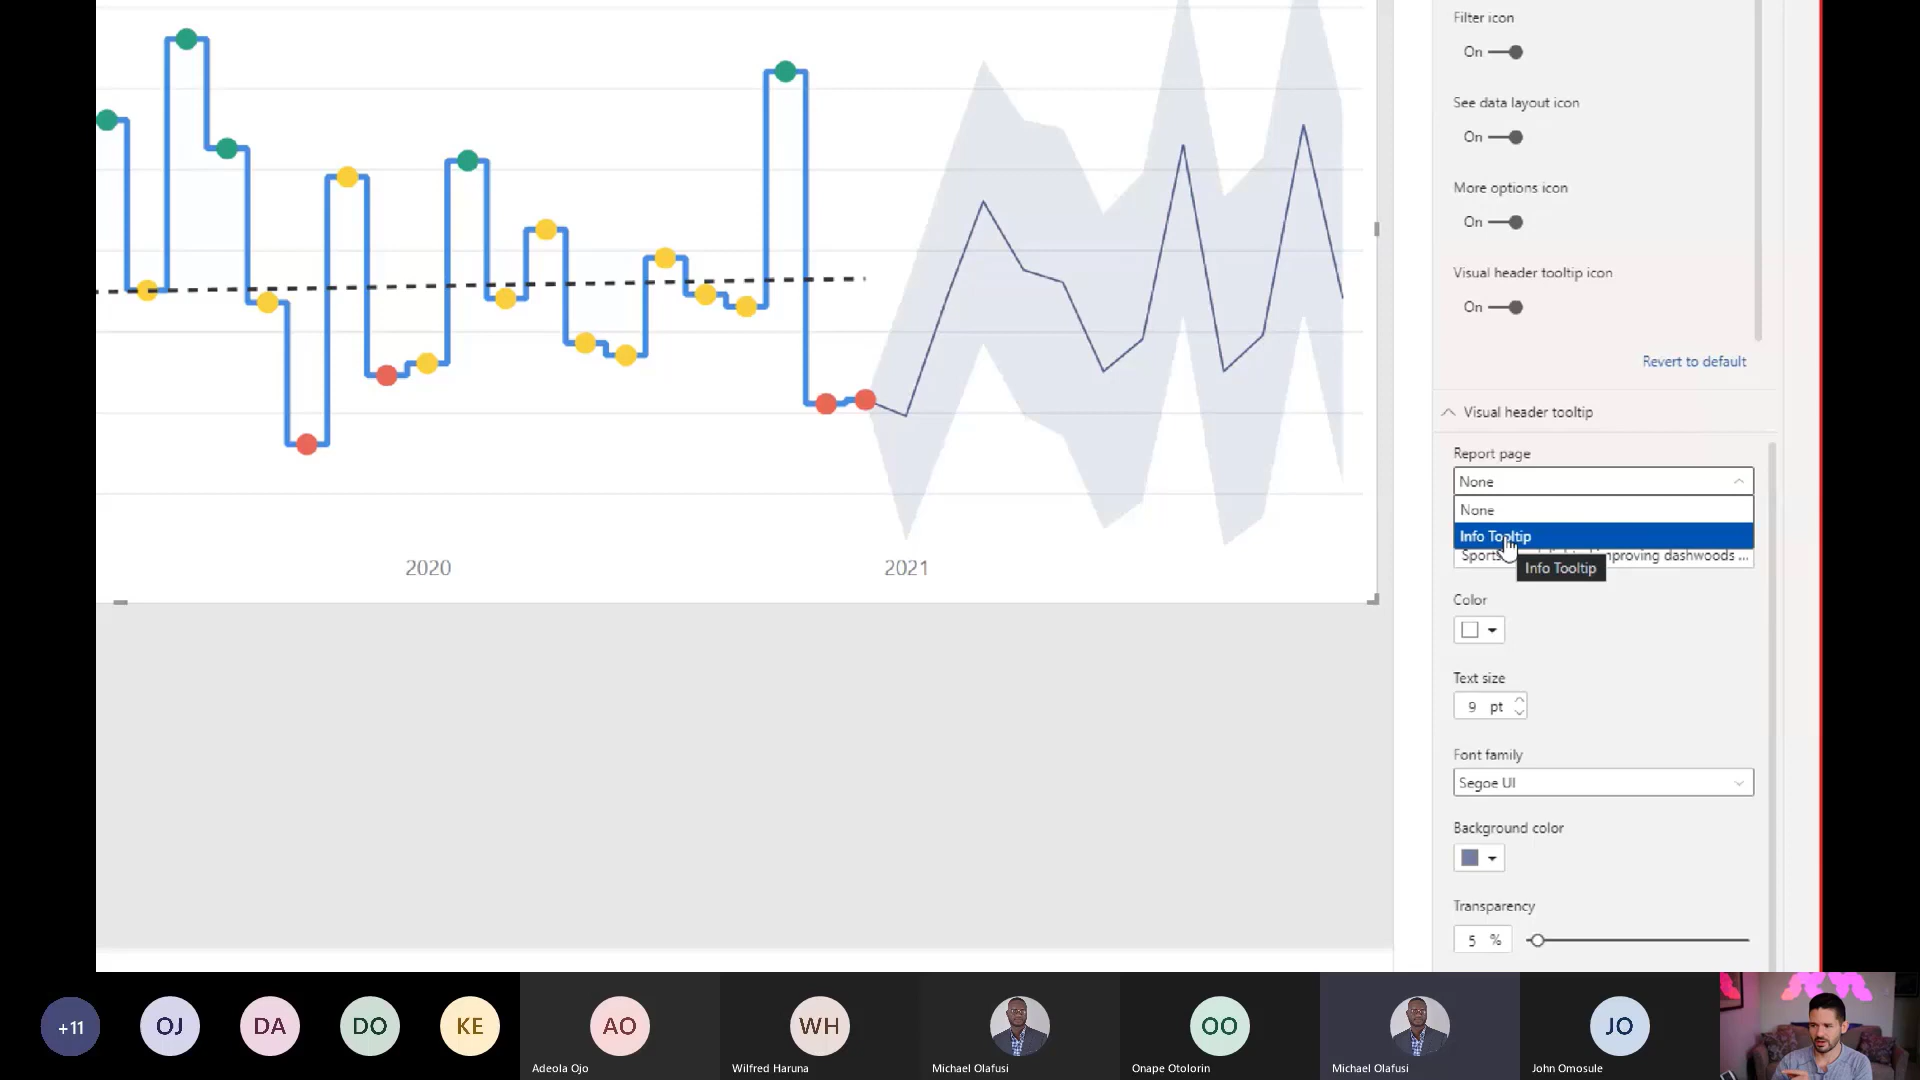 Filter icon
On
See data layout icon
On
More options icon
On
Visual header tooltip icon
On
Revert to default
Visual header tooltip
Report page
None
None
Info Tooltip
Sports mproving dashwoods ...
Info Tooltip
Color
Text size
9 pt
Font family
Segoe UI
Background color
Transparency
5 %
2020
2021
+11
OJ
DA
DO
KE
AO
Adeola Ojo
WH
Wilfred Haruna
Michael Olafusi
OO
Onape Otolorin
Michael Olafusi
JO
John Omosule